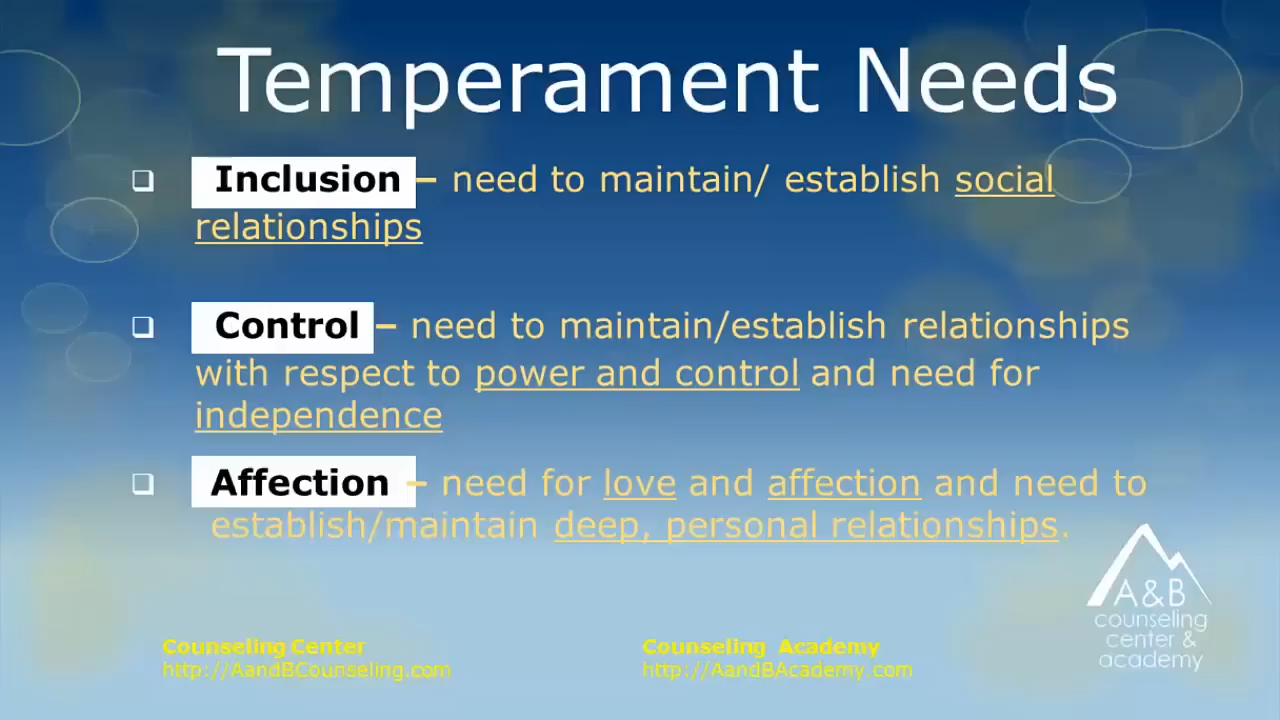 Temperament Needs
❑ Inclusion – need to maintain/ establish social
relationships
❑ Control – need to maintain/establish relationships
with respect to power and control and need for
independence
❑ Affection – need for love and affection and need to
establish/maintain deep, personal relationships.
A&B
counseling
center &
academy
Counseling Center
http://AandBCounseling.com
Counseling Academy
http://AandBAcademy.com